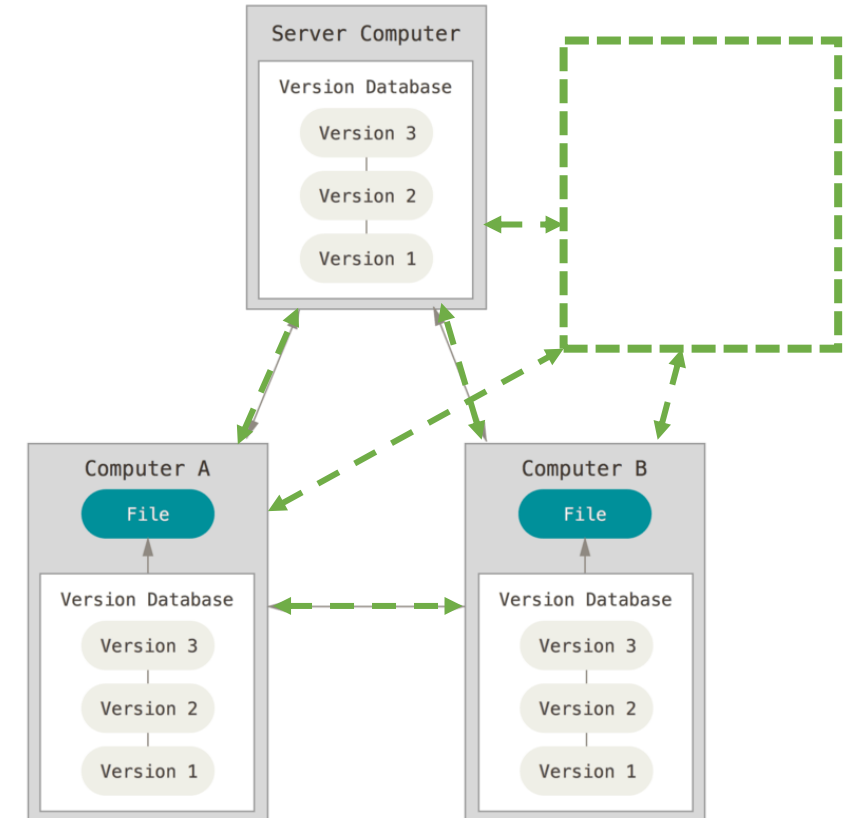 Server Computer
Version Database
Version 3
Version 2
Version 1
Computer A
File
Version Database
Version 3
Version 2
Version 1
Computer B
File
Version Database
Version 3
Version 2
Version 1